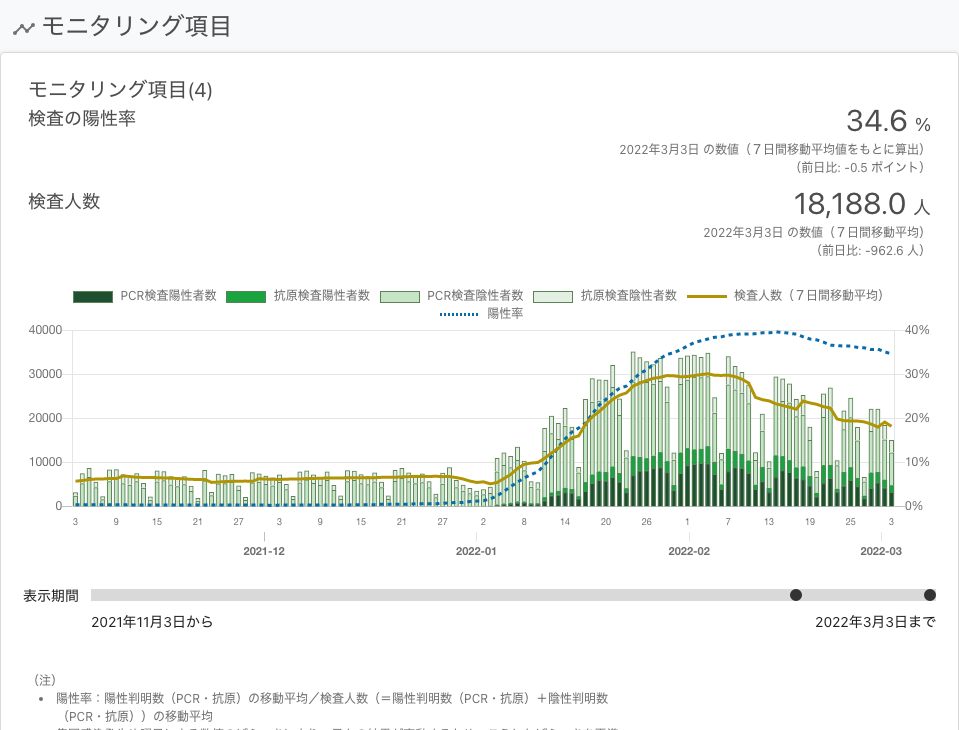 モニタリング項目
モニタリング項目(4)
検査の陽性率
34.6 %
2022年3月3日 の数値（７日間移動平均値をもとに算出）
（前日比: -0.5 ポイント）
検査人数
18,188.0 人
2022年3月3日 の数値（７日間移動平均）
（前日比: -962.6 人）
PCR検査陽性者数 抗原検査陽性者数 PCR検査陰性者数 抗原検査陰性者数 検査人数（７日間移動平均）
陽性率
40000 40%
30000 30%
20000 20%
10000 10%
0 0%
3 9 15 21 27 3 9 15 21 27 2 8 14 20 26 1 7 13 19 25 3
2021-12 2022-01 2022-02 2022-03
表示期間
2021年11月3日から 2022年3月3日まで
（注）
• 陽性率：陽性判明数（PCR・抗原）の移動平均／検査人数（＝陽性判明数（PCR・抗原）＋陰性判明数
（PCR・抗原））の移動平均